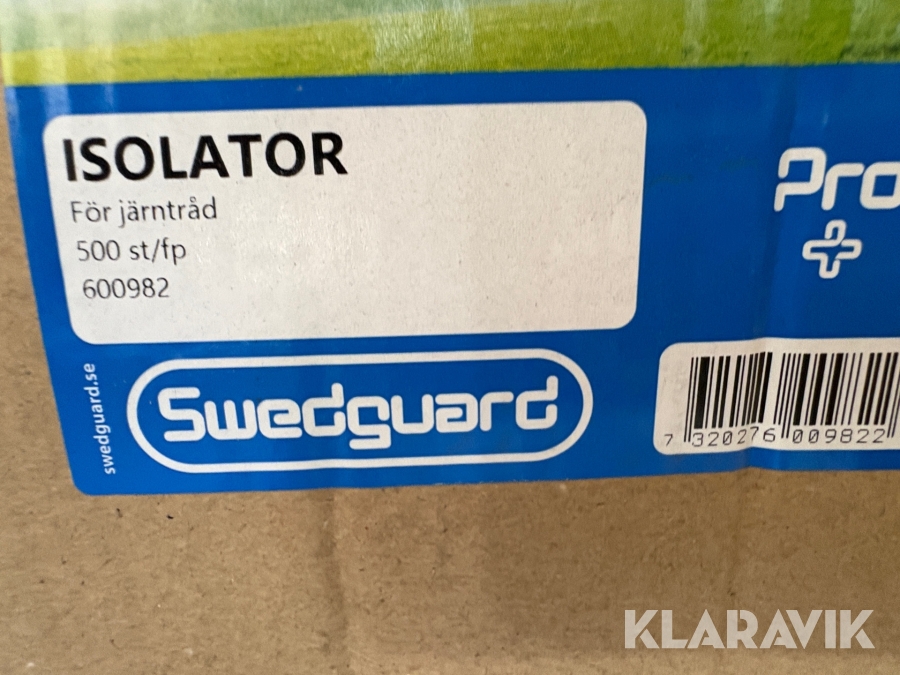 ISOLATOR
För järntråd
500 st/fp
600982
Pro
swedguard.se
Swedguard
7 320276 009822
KLARAVIK